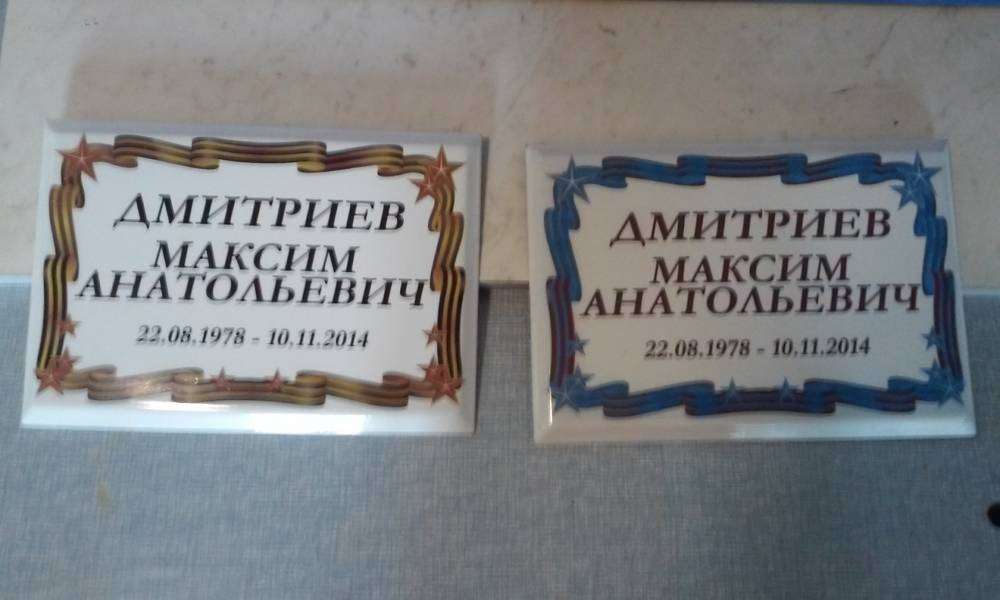 ДМИТРИЕВ
МАКСИМ
АНАТОЛЬЕВИЧ
22.08.1978 - 10.11.2014
ДМИТРИЕВ
МАКСИМ
АНАТОЛЬЕВИЧ
22.08.1978 - 10.11.2014